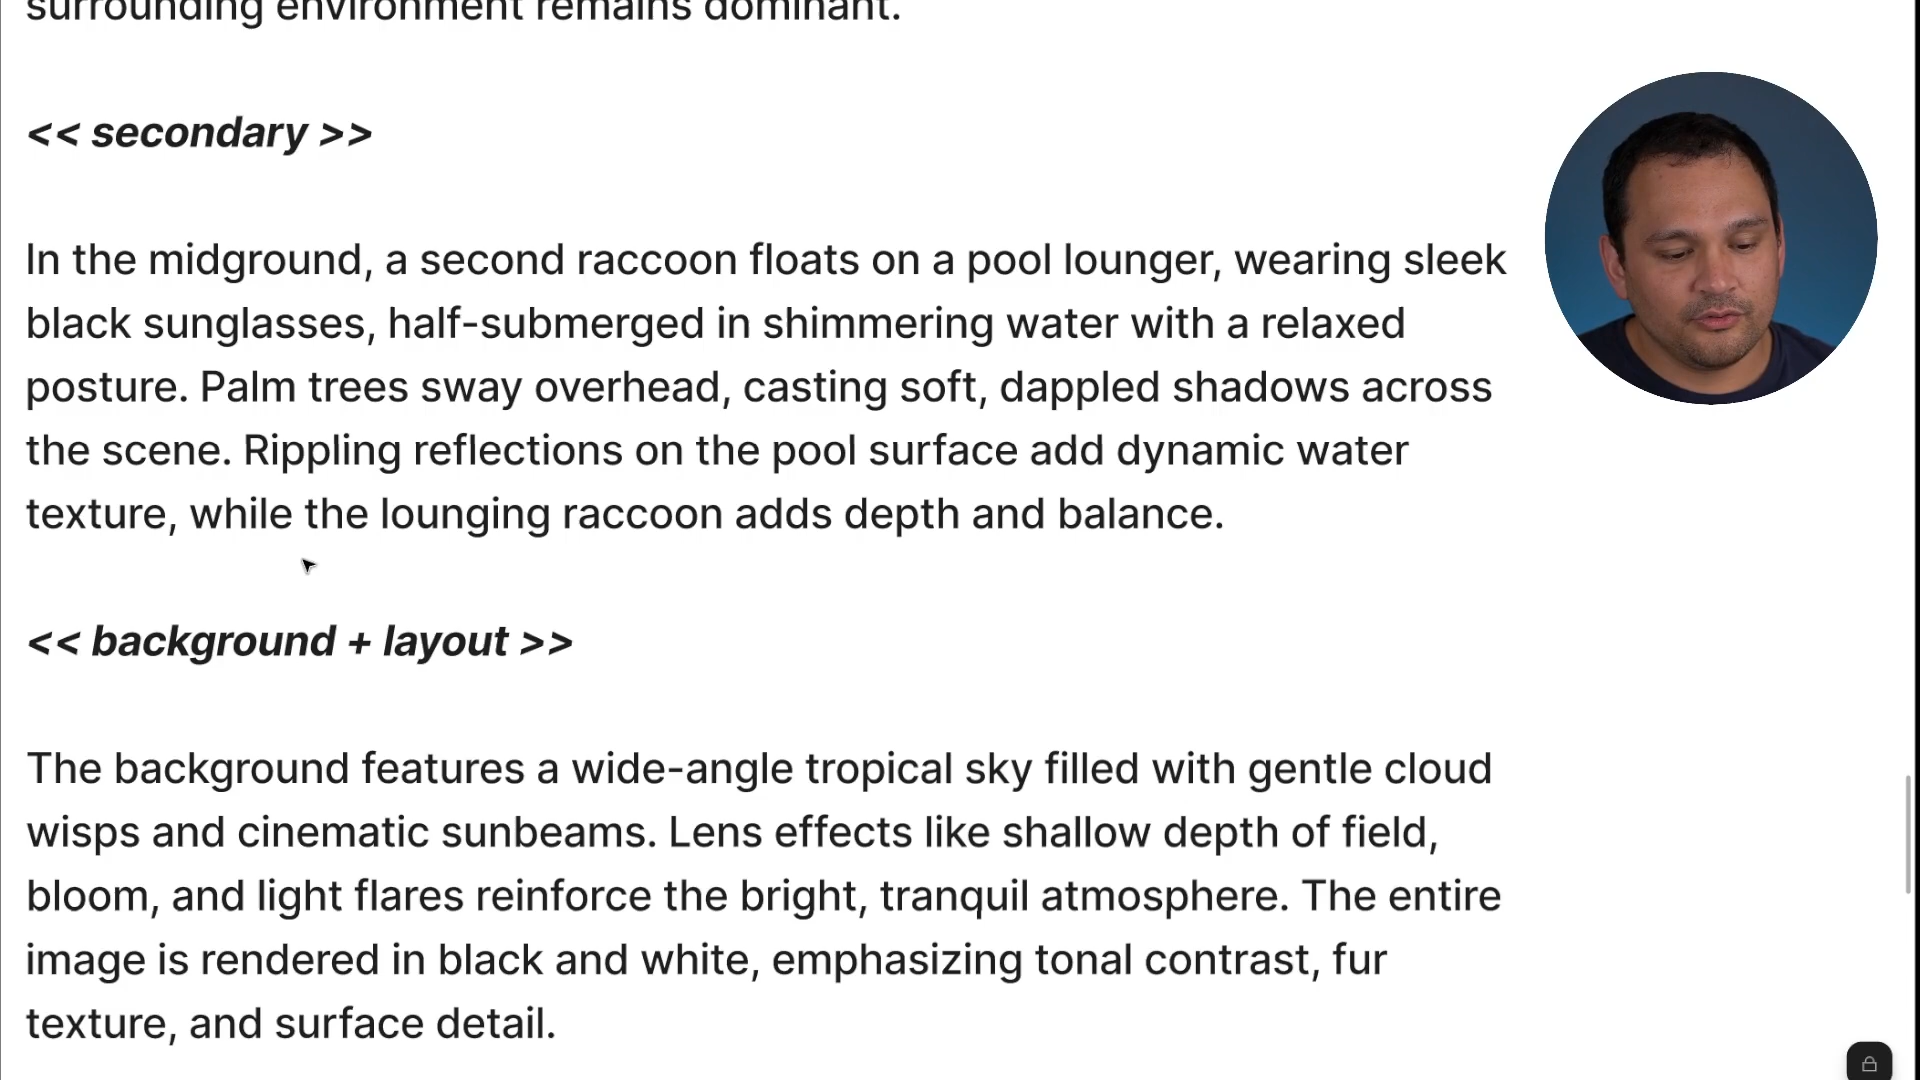 surrounding environment remains dominant.
<< secondary >>
In the midground, a second raccoon floats on a pool lounger, wearing sleek
black sunglasses, half-submerged in shimmering water with a relaxed
posture. Palm trees sway overhead, casting soft, dappled shadows across
the scene. Rippling reflections on the pool surface add dynamic water
texture, while the lounging raccoon adds depth and balance.
<< background + layout >>
The background features a wide-angle tropical sky filled with gentle cloud
wisps and cinematic sunbeams. Lens effects like shallow depth of field,
bloom, and light flares reinforce the bright, tranquil atmosphere. The entire
image is rendered in black and white, emphasizing tonal contrast, fur
texture, and surface detail.